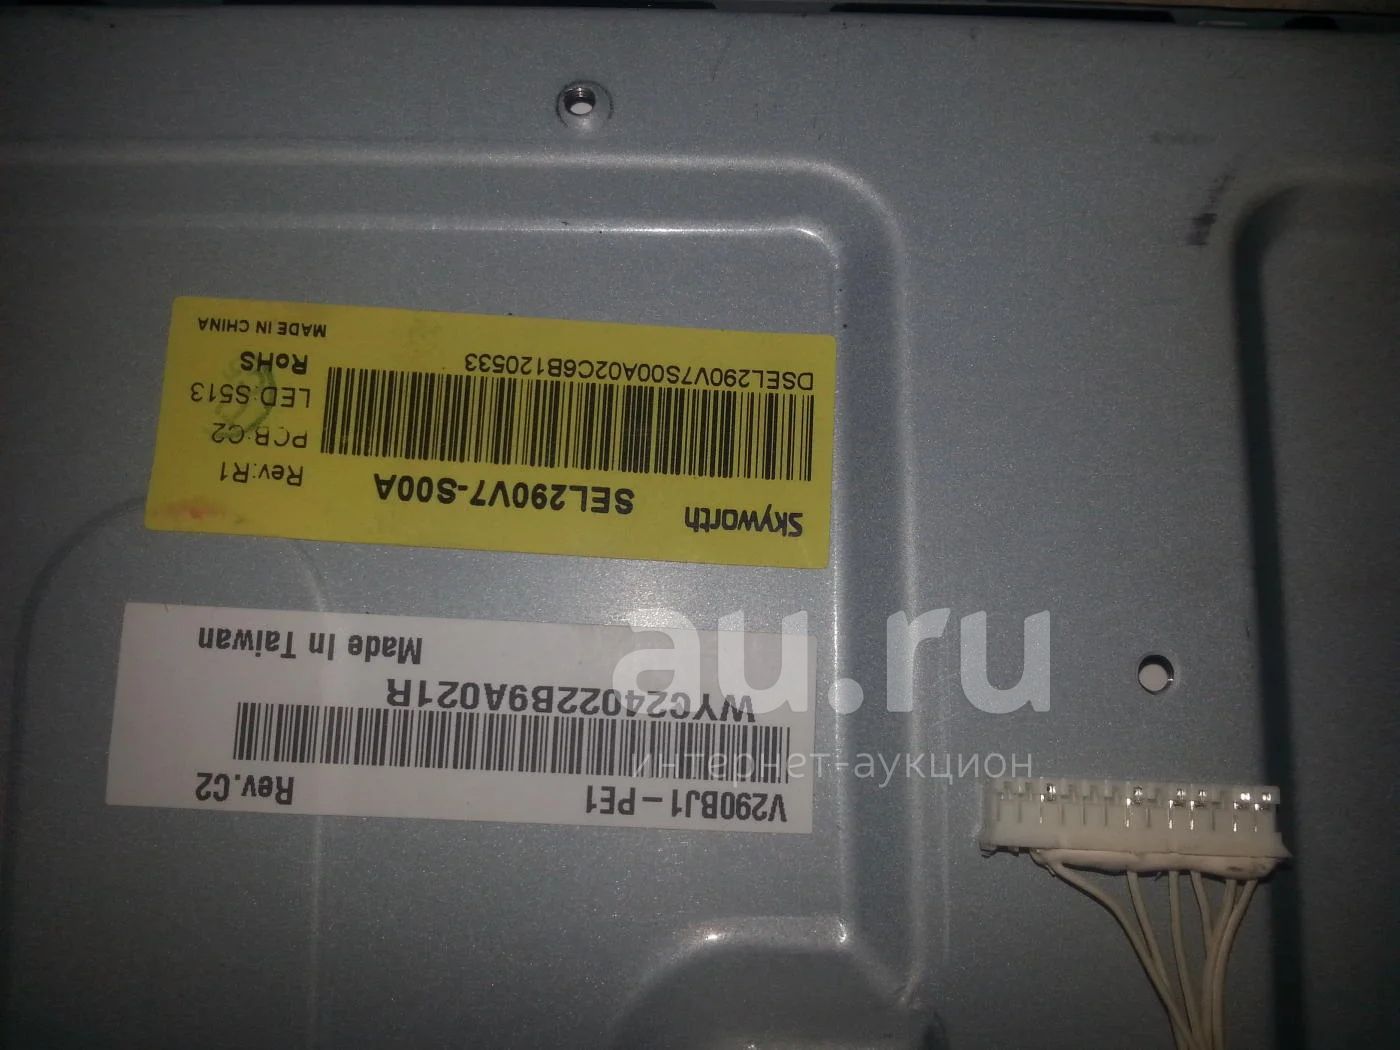 Skyworth
SEL290V7-S00A
DSEL290V7S00A02C6B120533
Rev:R1
PCB:C2
LED:S513
RoHS
MADE IN CHINA
V290BJ1-PE1
Rev.C2
WYC24022B9A021R
Made In Taiwan
au.ru
интернет-аукцион